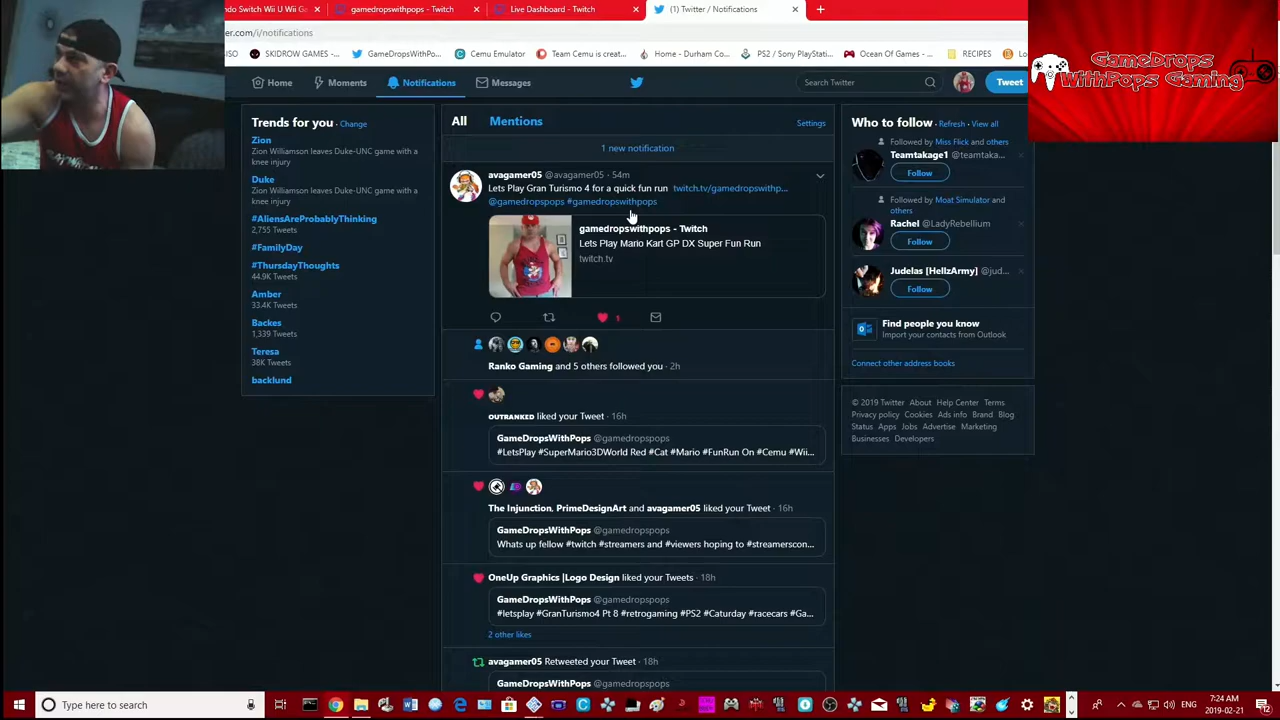 ndo Switch Wii U Wii G
gamedropswithpops - Twitch
Live Dashboard - Twitch
(1) Twitter / Notifications
er.com/i/notifications
ISO
SKIDROW GAMES -
GameDropsWithPo...
Cemu Emulator
Team Cemu is creat...
Home - Durham Co...
PS2 / Sony PlayStati...
Ocean Of Games -
RECIPES
Lo
GameDrops
WithPops Gaming
Home
Moments
Notifications
Messages
Search Twitter
Tweet
Trends for you · Change
Zion
Zion Williamson leaves Duke-UNC game with a
knee injury
Duke
Zion Williamson leaves Duke-UNC game with a
knee injury
#AliensAreProbablyThinking
2,755 Tweets
#FamilyDay
#ThursdayThoughts
44.9K Tweets
Amber
33.4K Tweets
Backes
1,339 Tweets
Teresa
38K Tweets
backlund
All
Mentions
Settings
1 new notification
avagamer05 @avagamer05 · 54m
Lets Play Gran Turismo 4 for a quick fun run twitch.tv/gamedropswithp...
@gamedropspops #gamedropswithpops
gamedropswithpops - Twitch
Lets Play Mario Kart GP DX Super Fun Run
twitch.tv
1
Ranko Gaming and 5 others followed you · 2h
OUTRANKED liked your Tweet · 16h
GameDropsWithPops @gamedropspops
#LetsPlay #SuperMario3DWorld Red #Cat #Mario #FunRun On #Cemu #Wii...
The Injunction, PrimeDesignArt and avagamer05 liked your Tweet · 16h
GameDropsWithPops @gamedropspops
Whats up fellow #twitch #streamers and #viewers hoping to #streamerscon...
OneUp Graphics |Logo Design liked your Tweets · 18h
GameDropsWithPops @gamedropspops
#letsplay #GranTurismo4 Pt 8 #retrogaming #PS2 #Caturday #racecars #Ga...
2 other likes
avagamer05 Retweeted your Tweet · 18h
GameDropsWithPops @gamedropspops
Who to follow · Refresh · View all
Followed by Miss Flick and others
Teamtakage1 @teamtaka...
Follow
Followed by Moat Simulator and
others
Rachel @LadyRebellium
Follow
Judelas [HellzArmy] @jud...
Follow
Find people you know
Import your contacts from Outlook
Connect other address books
© 2019 Twitter About Help Center Terms
Privacy policy Cookies Ads info Brand Blog
Status Apps Jobs Advertise Marketing
Businesses Developers
Type here to search
ENG
7:24 AM
2019-02-21
12